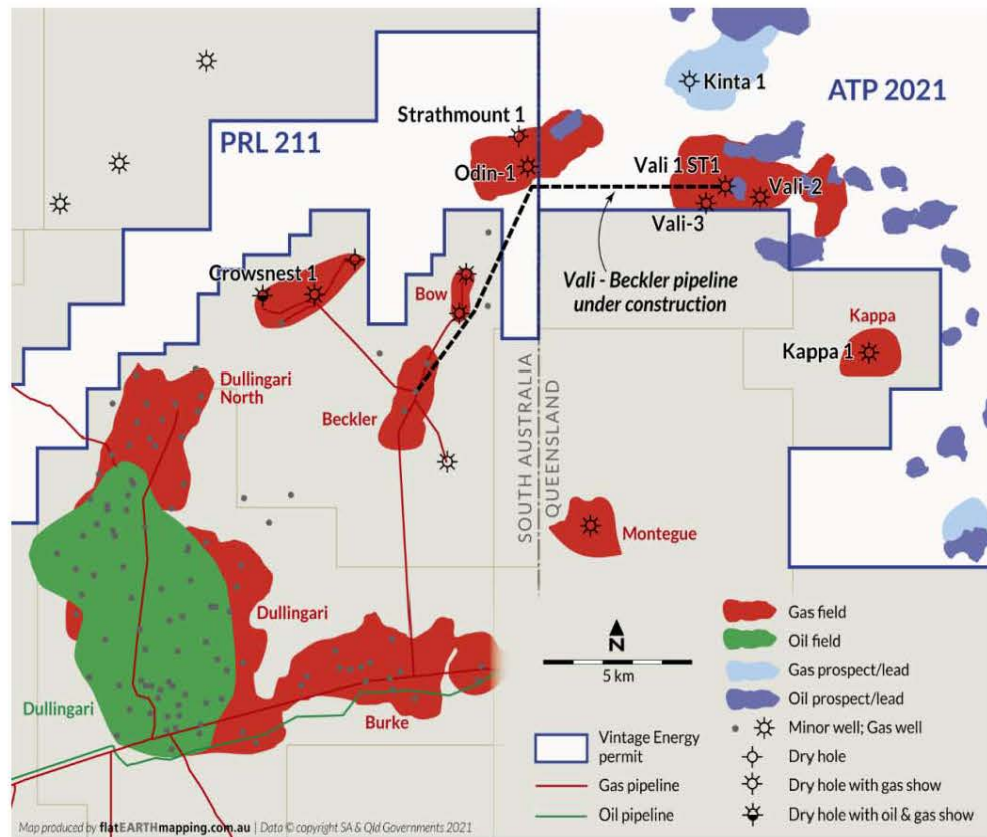 Kinta 1
ATP 2021
Strathmount 1
PRL 211
Odin-1
Vali 1 ST1
Vali-2
Vali-3
Crowsnest 1
Bow
Vali - Beckler pipeline
under construction
Kappa
Kappa 1
Dullingari
North
Beckler
SOUTH AUSTRALIA
QUEENSLAND
Montegue
Dullingari
Dullingari
Burke
N
5 km
Gas field
Oil field
Gas prospect/lead
Oil prospect/lead
Minor well; Gas well
Dry hole
Dry hole with gas show
Dry hole with oil & gas show
Vintage Energy
permit
Gas pipeline
Oil pipeline
Map produced by flatEARTHmapping.com.au | Data © copyright SA & Qld Governments 2021